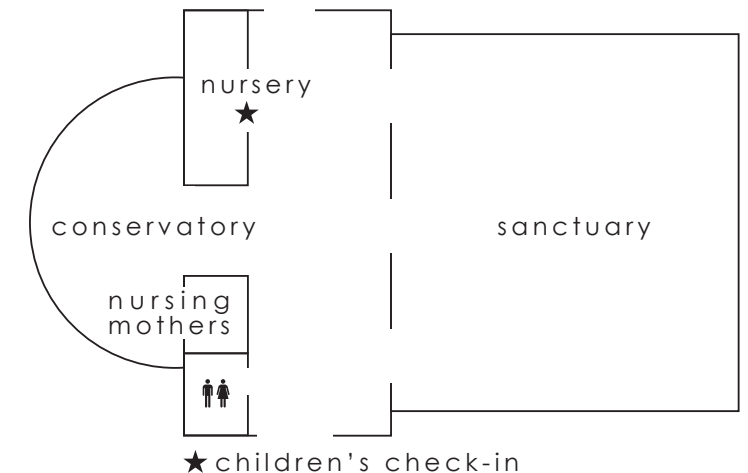 nursery
conservatory
sanctuary
nursing
mothers
children's check-in